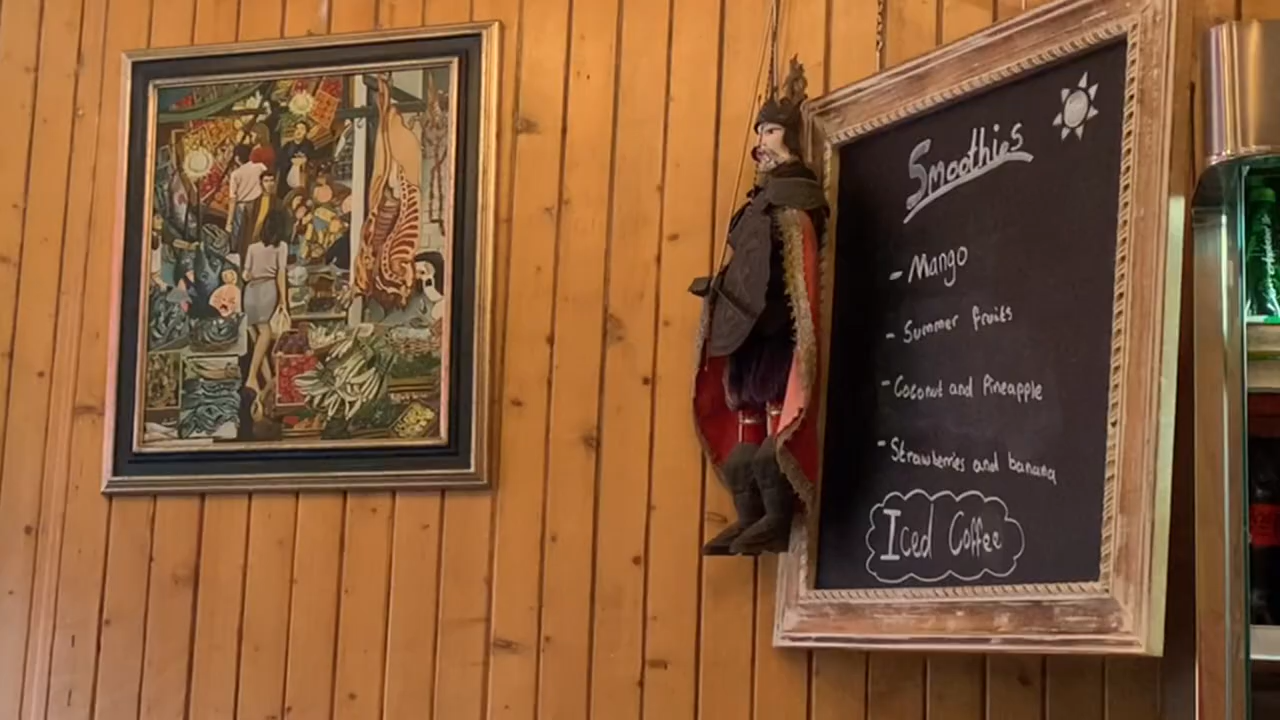 Smoothies
- Mango
- Summer fruits
- Coconut and Pineapple
- Strawberries and banana
Iced Coffee